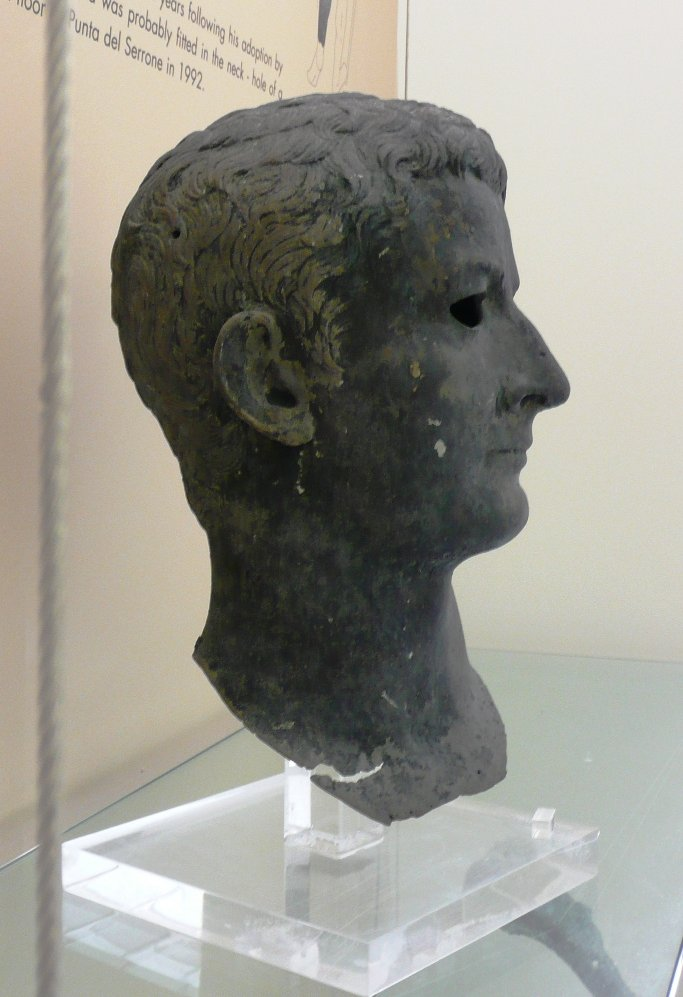 years following his adoption by
was probably fitted in the neck - hole of a
Punta del Serrone in 1992.